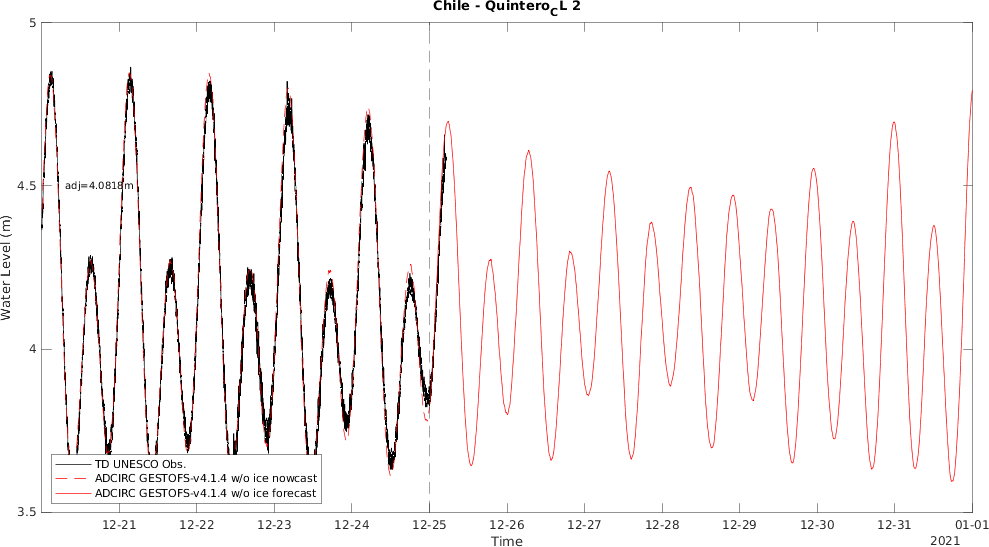 Chile - Quintero_CL 2
5
4.5
4
3.5
Water Level (m)
adj=4.0818m
TD UNESCO Obs.
ADCIRC GESTOFS-v4.1.4 w/o ice nowcast
ADCIRC GESTOFS-v4.1.4 w/o ice forecast
12-21 12-22 12-23 12-24 12-25 12-26 12-27 12-28 12-29 12-30 12-31 01-01
Time
2021